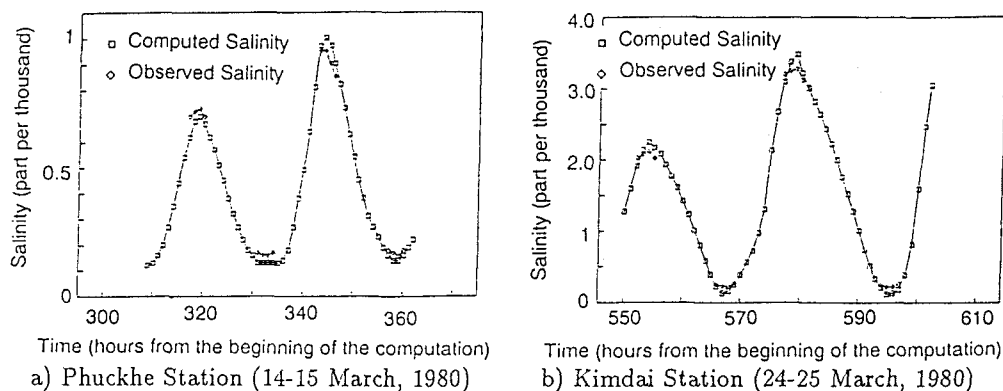 1
0.5
0
Salinity (part per thousand)
Computed Salinity
Observed Salinity
300
320
340
360
Time (hours from the beginning of the computation)
a) Phuckhe Station (14-15 March, 1980)
4.0
3.0
2.0
1
0
Salinity (part per thousand)
Computed Salinity
Observed Salinity
550
570
590
610
Time (hours from the beginning of the computation)
b) Kimdai Station (24-25 March, 1980)